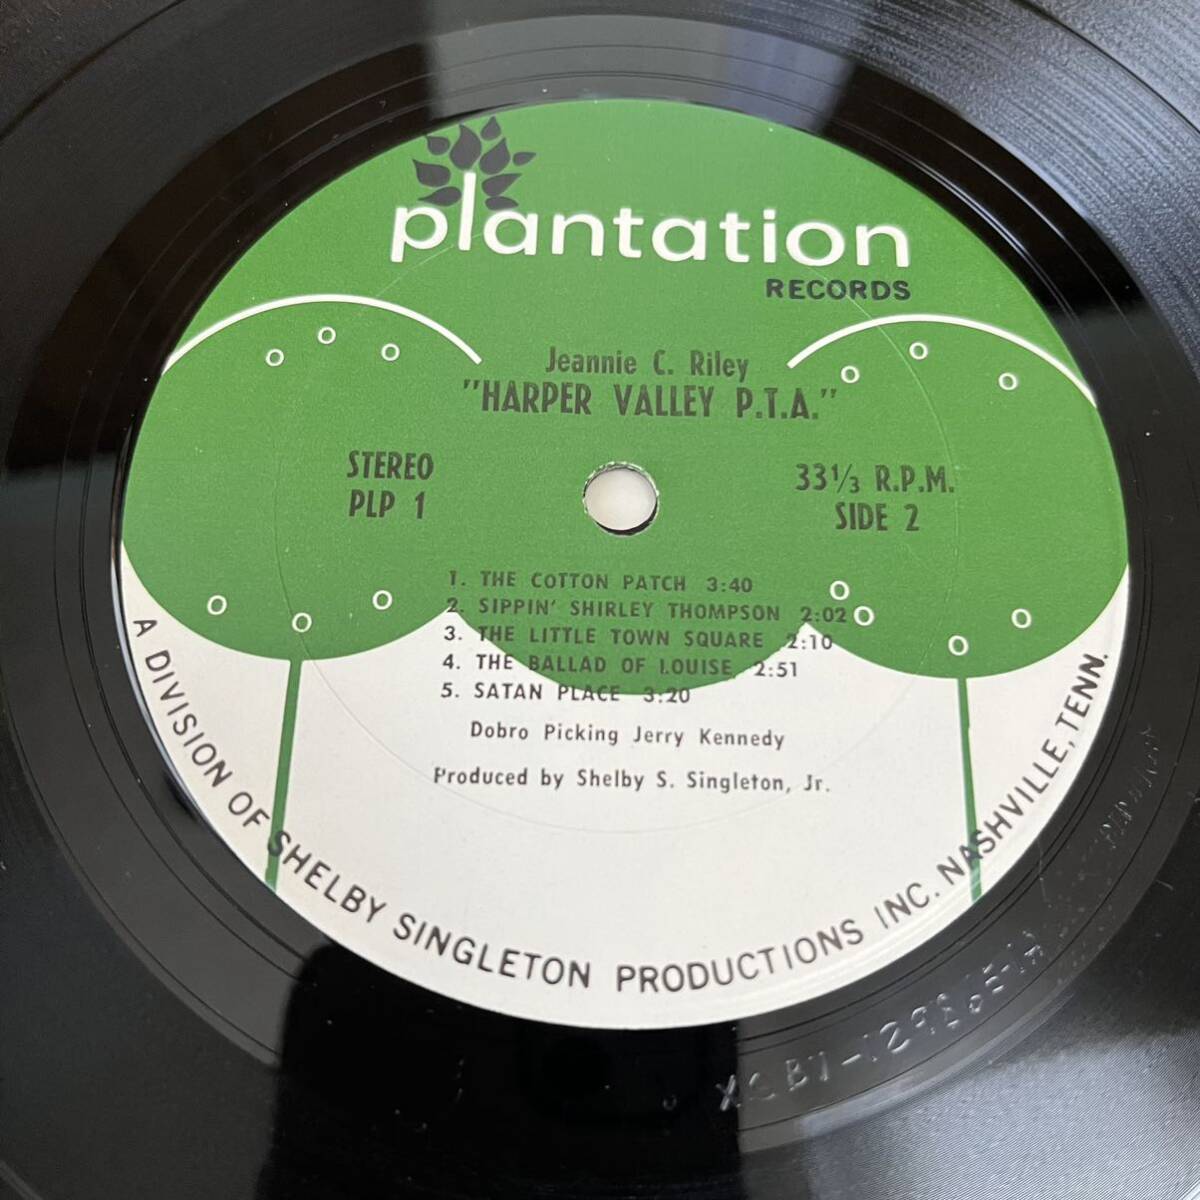 plantation
RECORDS
Jeannie C. Riley
"HARPER VALLEY P.T.A."
STEREO
PLP 1
33⅓ R.P.M.
SIDE 2
1. THE COTTON PATCH 3:40
2. SIPPIN' SHIRLEY THOMPSON 2:02
3. THE LITTLE TOWN SQUARE 2:10
4. THE BALLAD OF LOUISE 2:51
5. SATAN PLACE 3:20
Dobro Picking Jerry Kennedy
Produced by Shelby S. Singleton, Jr.
A DIVISION OF SHELBY SINGLETON PRODUCTIONS INC. NASHVILLE, TENN.